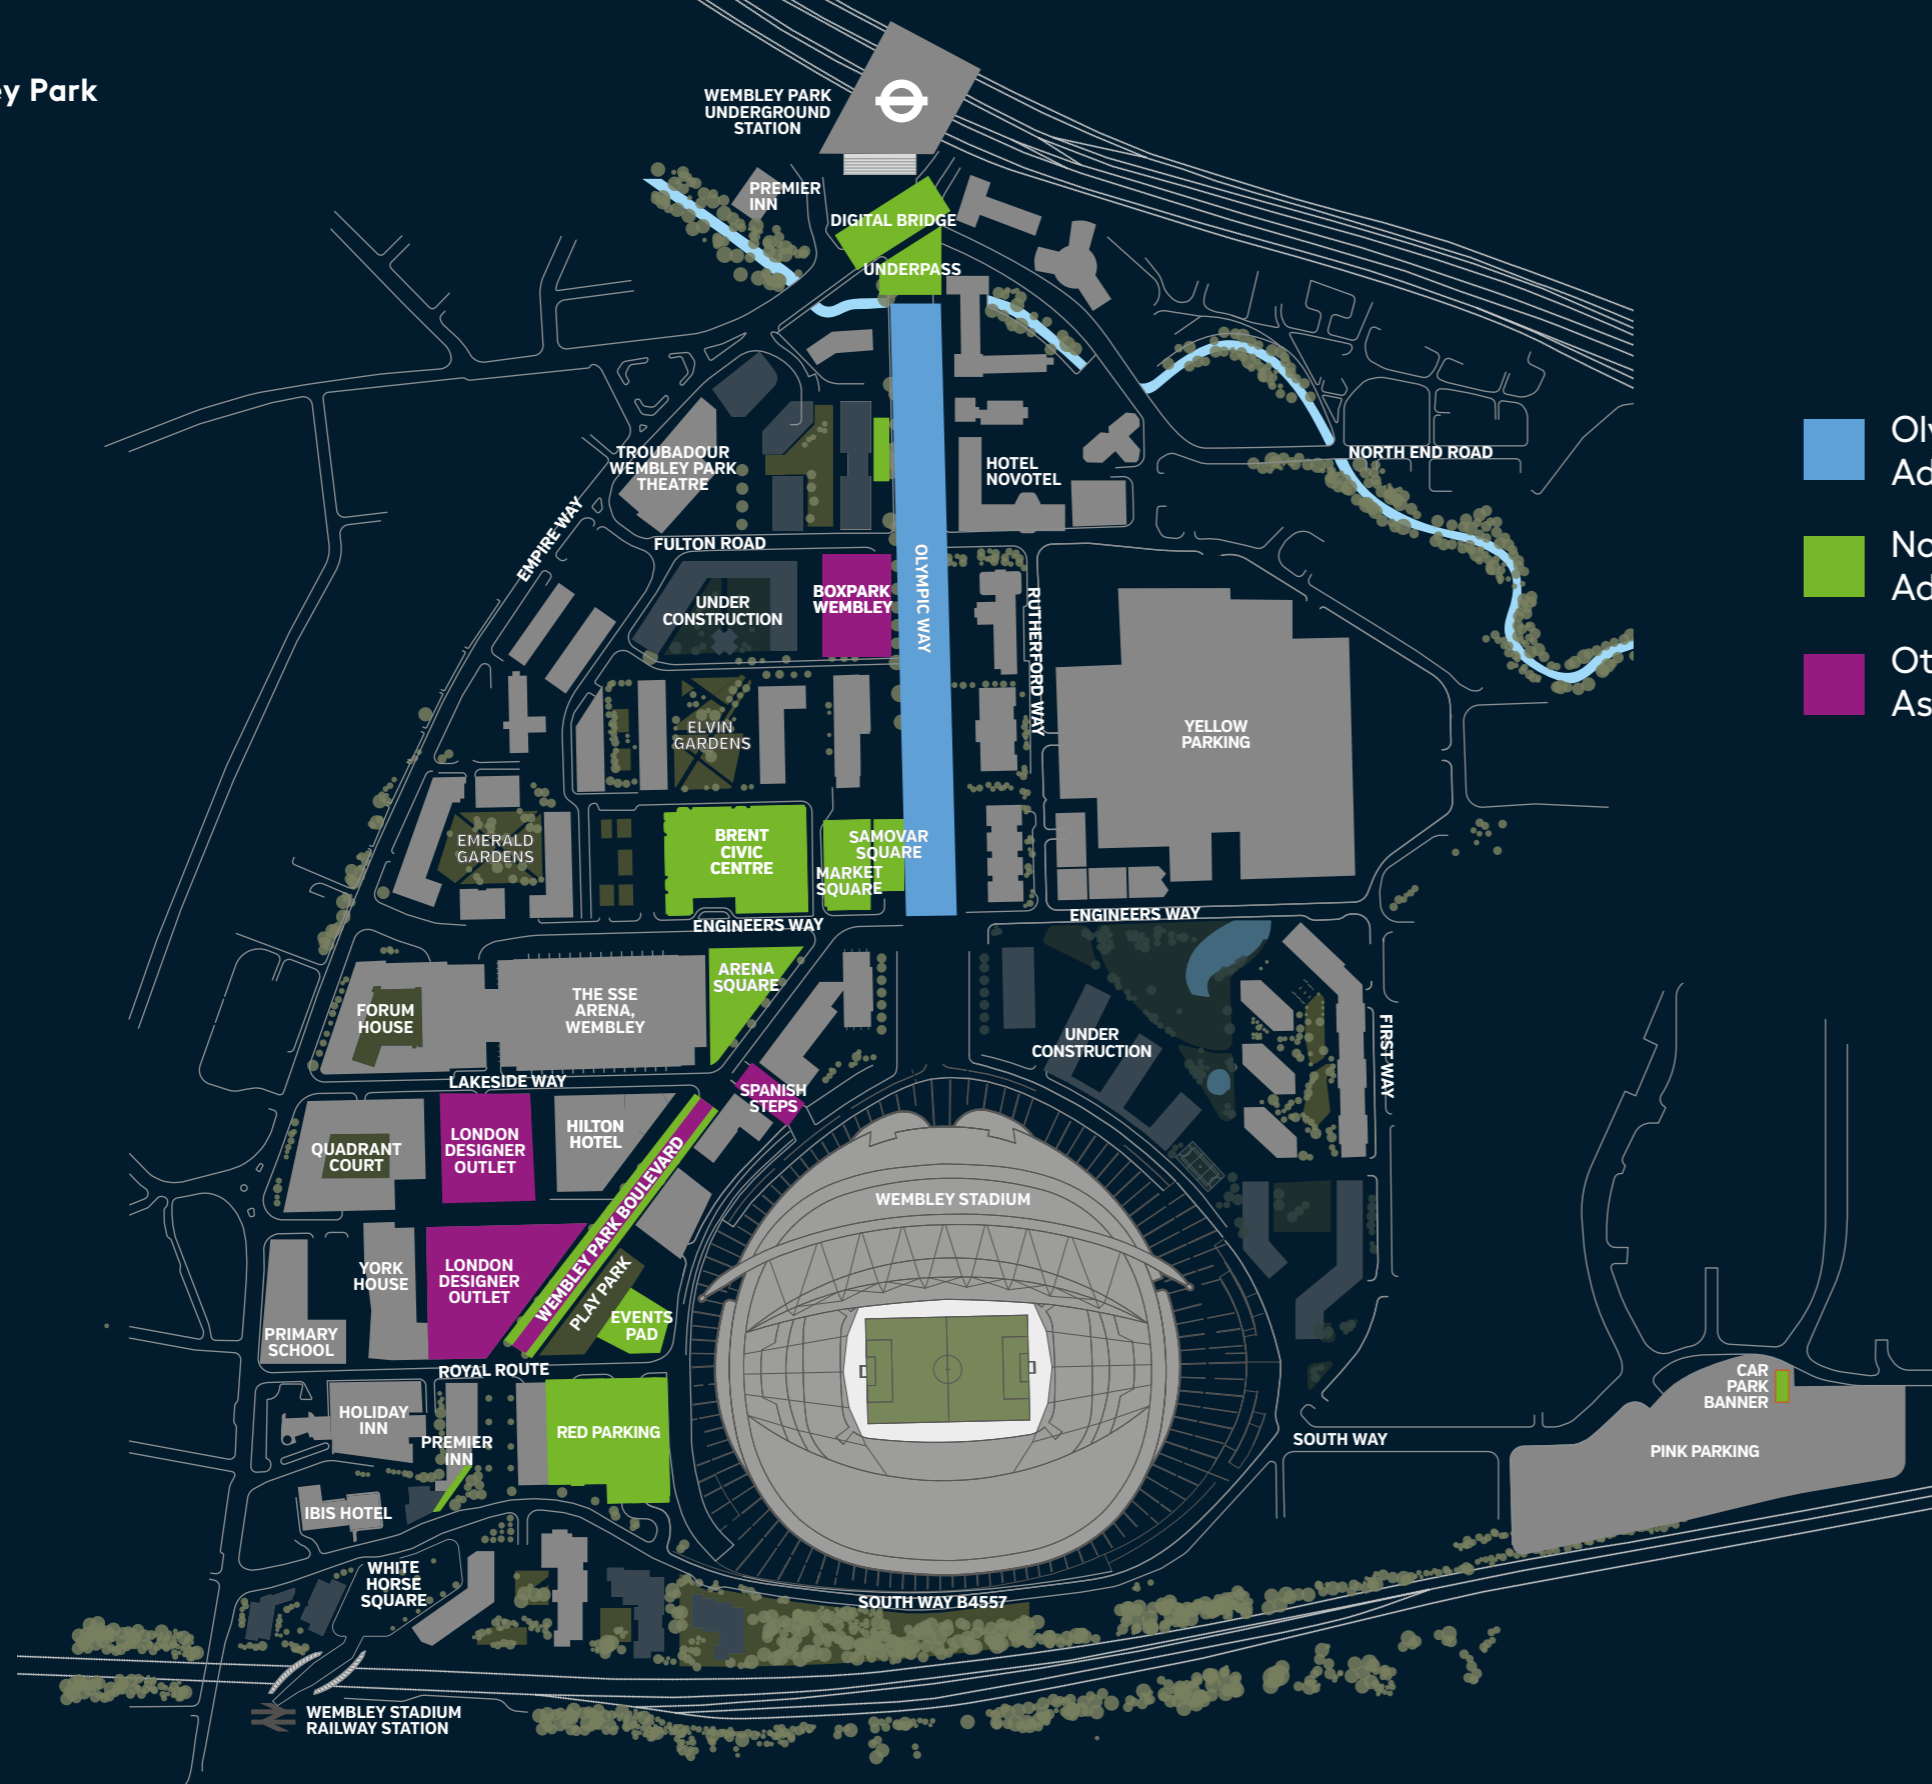 ey Park
WEMBLEY PARK
UNDERGROUND
STATION
PREMIER
INN
DIGITAL BRIDGE
UNDERPASS
TROUBADOUR
WEMBLEY PARK
THEATRE
HOTEL
NOVOTEL
NORTH END ROAD
EMPIRE WAY
FULTON ROAD
OLYMPIC WAY
UNDER
CONSTRUCTION
BOXPARK
WEMBLEY
RUTHERFORD WAY
ELVIN
GARDENS
YELLOW
PARKING
EMERALD
GARDENS
BRENT
CIVIC
CENTRE
SAMOVAR
SQUARE
MARKET
SQUARE
ENGINEERS WAY
ENGINEERS WAY
ARENA
SQUARE
FORUM
HOUSE
THE SSE
ARENA,
WEMBLEY
UNDER
CONSTRUCTION
FIRST WAY
LAKESIDE WAY
SPANISH
STEPS
QUADRANT
COURT
LONDON
DESIGNER
OUTLET
HILTON
HOTEL
WEMBLEY PARK BOULEVARD
WEMBLEY STADIUM
YORK
HOUSE
LONDON
DESIGNER
OUTLET
PLAY PARK
EVENTS
PAD
PRIMARY
SCHOOL
ROYAL ROUTE
CAR
PARK
BANNER
HOLIDAY
INN
PREMIER
INN
RED PARKING
SOUTH WAY
PINK PARKING
IBIS HOTEL
WHITE
HORSE
SQUARE
SOUTH WAY B4557
WEMBLEY STADIUM
RAILWAY STATION
Oly
Ad
No
Ad
Ot
As